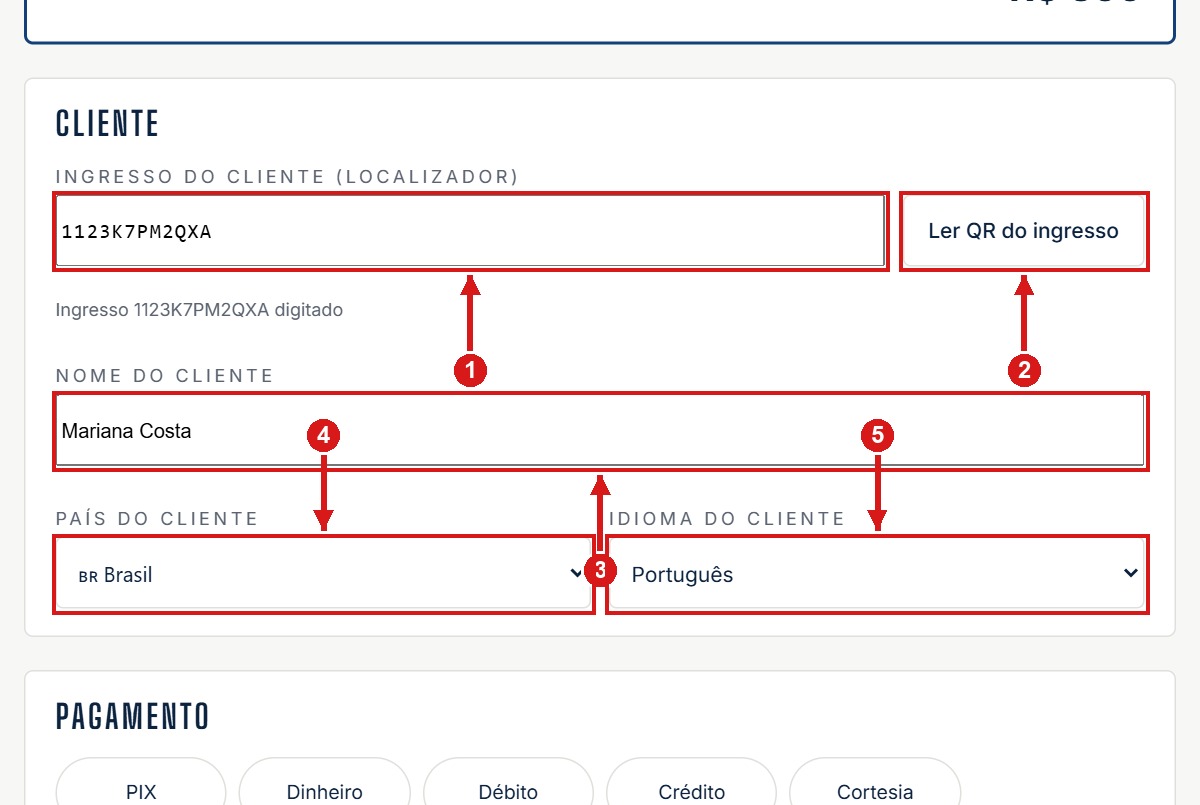 CLIENTE
INGRESSO DO CLIENTE (LOCALIZADOR)
1123K7PM2QXA
Ler QR do ingresso
Ingresso 1123K7PM2QXA digitado
1
2
NOME DO CLIENTE
Mariana Costa
4
5
PAÍS DO CLIENTE
IDIOMA DO CLIENTE
BR Brasil
3
Português
PAGAMENTO
PIX
Dinheiro
Débito
Crédito
Cortesia